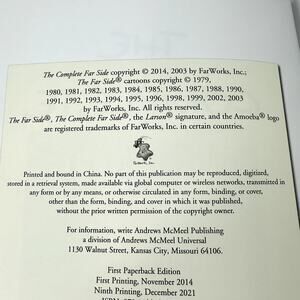 The Complete Far Side copyright © 2014, 2003 by FarWorks, Inc.;
The Far Side® cartoons copyright © 1979,
1980, 1981, 1982, 1983, 1984, 1985, 1986, 1987, 1988, 1990,
1991, 1992, 1993, 1994, 1995, 1996, 1998, 1999, 2002, 2003
by FarWorks, Inc. All rights reserved.
The Far Side®, The Complete Far Side®, the Larson® signature, and the Amoeba® logo
are registered trademarks of FarWorks, Inc. in certain countries.
FarWorks, Inc.
Printed and bound in China. No part of this publication may be reproduced, digitized,
stored in a retrieval system, made available via global computer or wireless networks, transmitted in
any form or by any means, or otherwise circulated in any form, binding, or cover,
other than the form, binding, and cover in which it was published,
without the prior written permission of the copyright owner.
For information, write Andrews McMeel Publishing
a division of Andrews McMeel Universal
1130 Walnut Street, Kansas City, Missouri 64106.
First Paperback Edition
First Printing, November 2014
Ninth Printing, December 2021